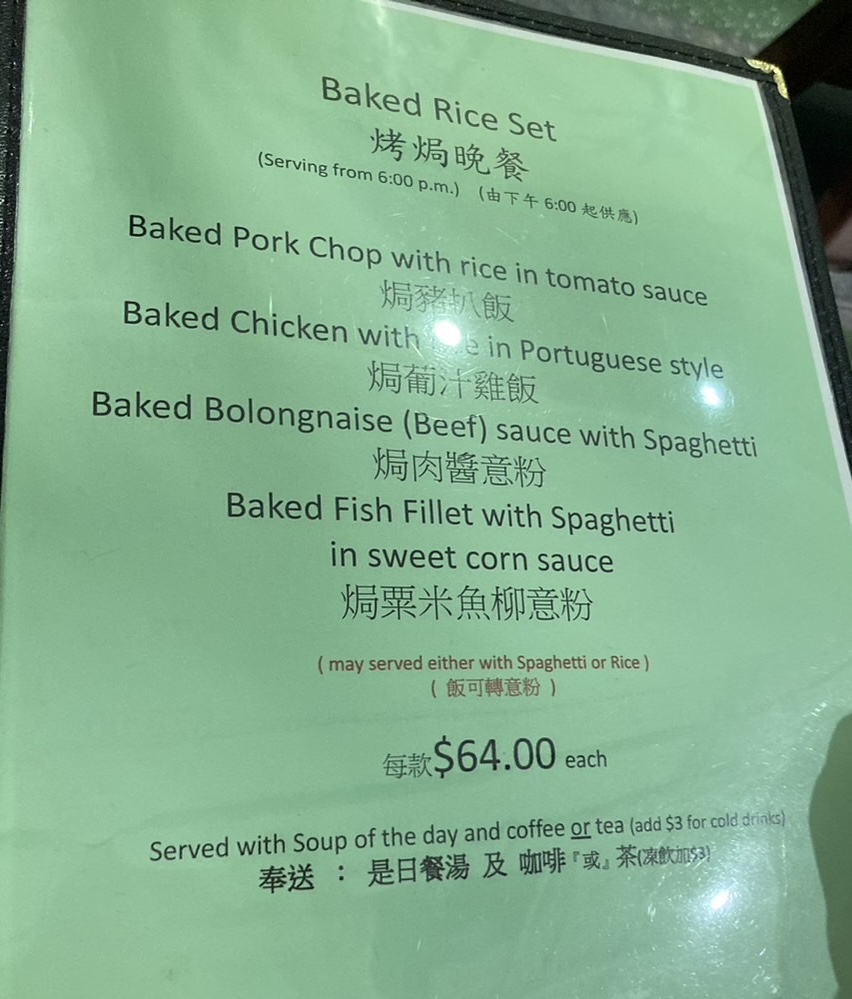 Baked Rice Set
烤焗晚餐
(Serving from 6:00 p.m.) (由下午 6:00 起供應)
Baked Pork Chop with rice in tomato sauce
焗豬扒飯
Baked Chicken with in Portuguese style
焗葡汁雞飯
Baked Bolongnaise (Beef) sauce with Spaghetti
焗肉醬意粉
Baked Fish Fillet with Spaghetti
in sweet corn sauce
焗粟米魚柳意粉
( may served either with Spaghetti or Rice )
( 飯可轉意粉 )
每款$64.00 each
Served with Soup of the day and coffee or tea (add $3 for cold drinks)
奉送 : 是日餐湯 及 咖啡『或』茶(凍飲加$3)